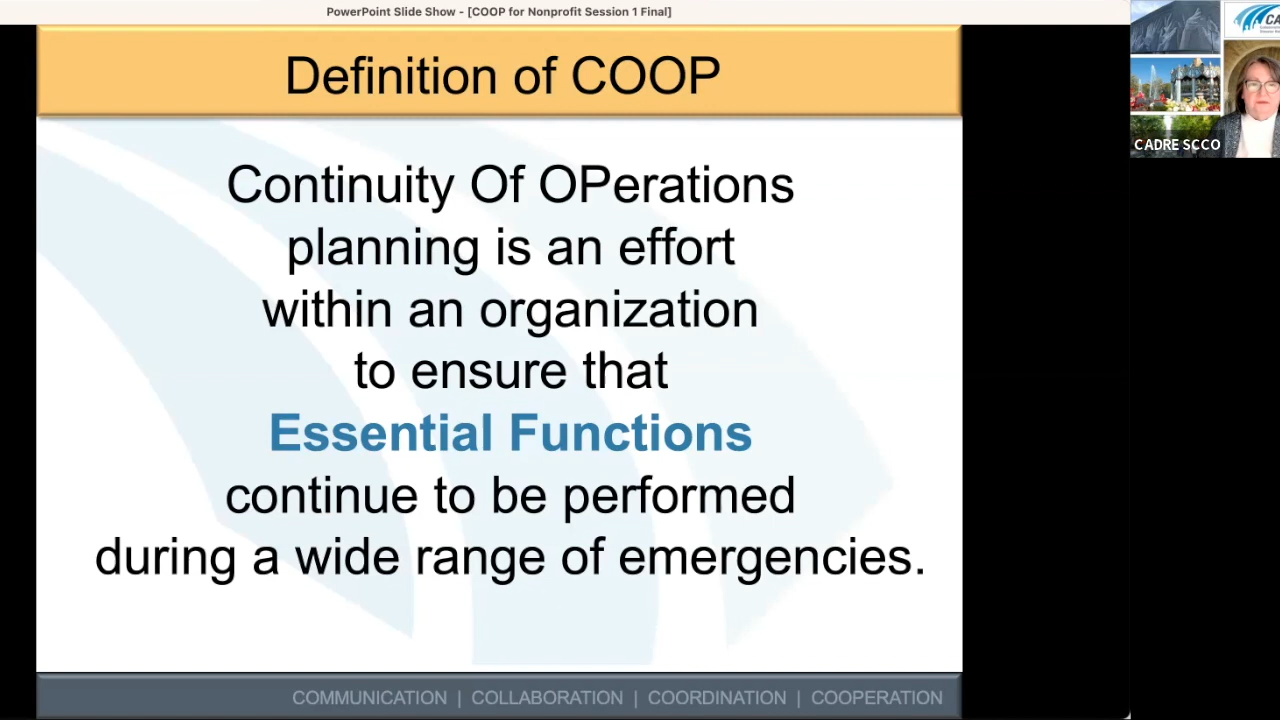 PowerPoint Slide Show - [COOP for Nonprofit Session 1 Final]
Definition of COOP
Continuity Of OPerations
planning is an effort
within an organization
to ensure that
Essential Functions
continue to be performed
during a wide range of emergencies.
COMMUNICATION | COLLABORATION | COORDINATION | COOPERATION
CADRE SCCO